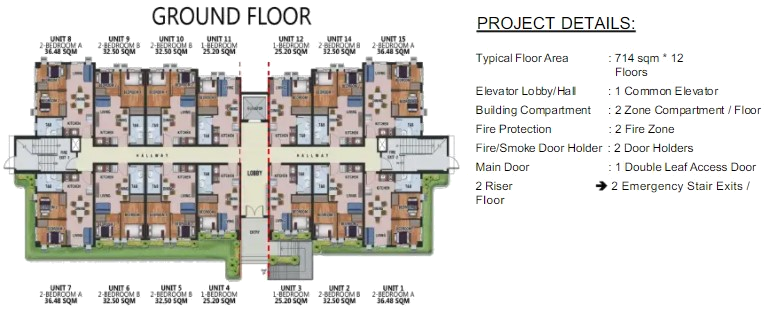 GROUND FLOOR
UNIT 8
2-BEDROOM A
36.48 SQM
UNIT 9
2-BEDROOM B
32.50 SQM
UNIT 10
2-BEDROOM B
32.50 SQM
UNIT 11
1-BEDROOM
25.20 SQM
UNIT 12
1-BEDROOM
25.20 SQM
UNIT 14
2-BEDROOM B
32.50 SQM
UNIT 15
2-BEDROOM A
36.48 SQM
HALLWAY
LOBBY
HALLWAY
ENTRY
UNIT 7
2-BEDROOM A
36.48 SQM
UNIT 6
2-BEDROOM B
32.50 SQM
UNIT 5
2-BEDROOM B
32.50 SQM
UNIT 4
1-BEDROOM
25.20 SQM
UNIT 3
1-BEDROOM
25.20 SQM
UNIT 2
2-BEDROOM B
32.50 SQM
UNIT 1
2-BEDROOM A
36.48 SQM
PROJECT DETAILS:
Typical Floor Area : 714 sqm * 12
Floors
Elevator Lobby/Hall : 1 Common Elevator
Building Compartment : 2 Zone Compartment / Floor
Fire Protection : 2 Fire Zone
Fire/Smoke Door Holder : 2 Door Holders
Main Door : 1 Double Leaf Access Door
2 Riser ➔ 2 Emergency Stair Exits /
Floor